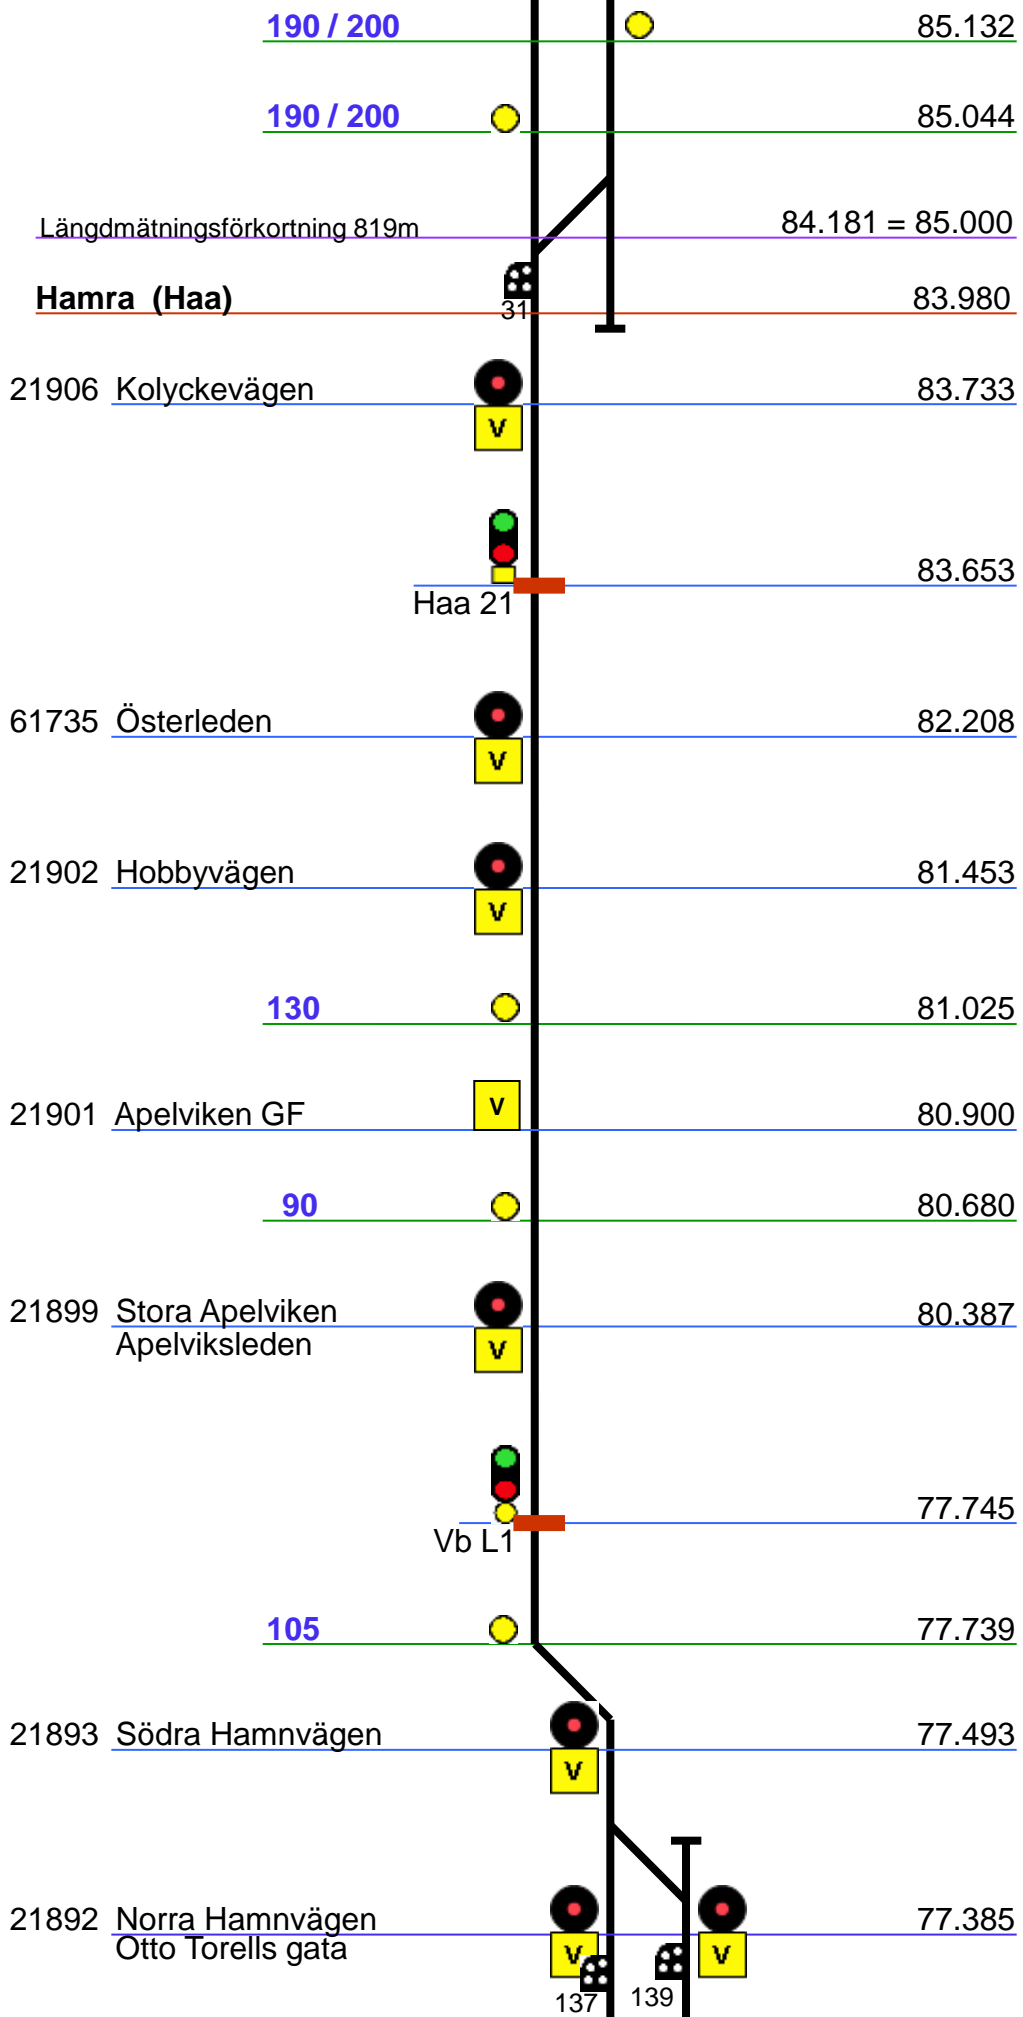 190 / 200 85.132
190 / 200 85.044
Längdmätningsförkortning 819m 84.181 = 85.000
Hamra (Haa) 83.980
31
21906 Kolyckevägen 83.733
V
83.653
Haa 21
61735 Österleden 82.208
V
21902 Hobbyvägen 81.453
V
130 81.025
21901 Apelviken GF V 80.900
90 80.680
21899 Stora Apelviken 80.387
Apelviksleden
V
77.745
Vb L1
105 77.739
21893 Södra Hamnvägen 77.493
V
21892 Norra Hamnvägen 77.385
Otto Torells gata V V
137 139